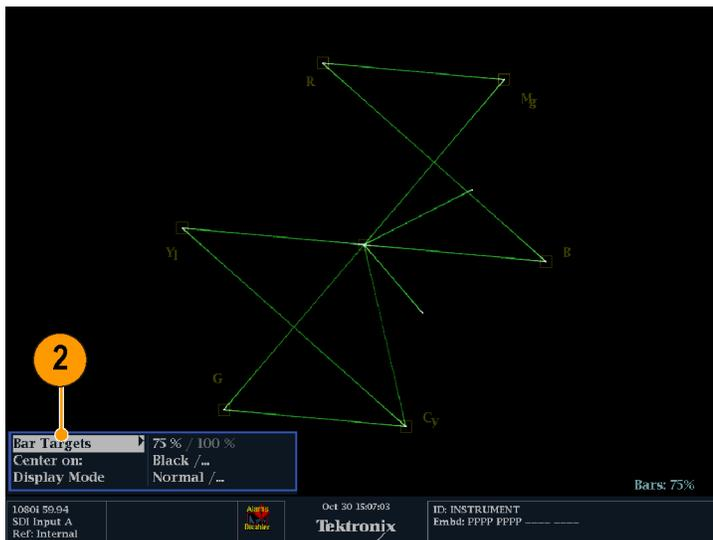 R
Mg
Yl
B
2
G
Cy
Bar Targets 75 % / 100 %
Center on: Black /...
Display Mode Normal /...
Bars: 75%
1080i 59.94
SDI Input A
Ref: Internal
Alarms
Disabled
Oct 30 15:07:03
Tektronix
ID: INSTRUMENT
Embd: PPPP PPPP ---- ----